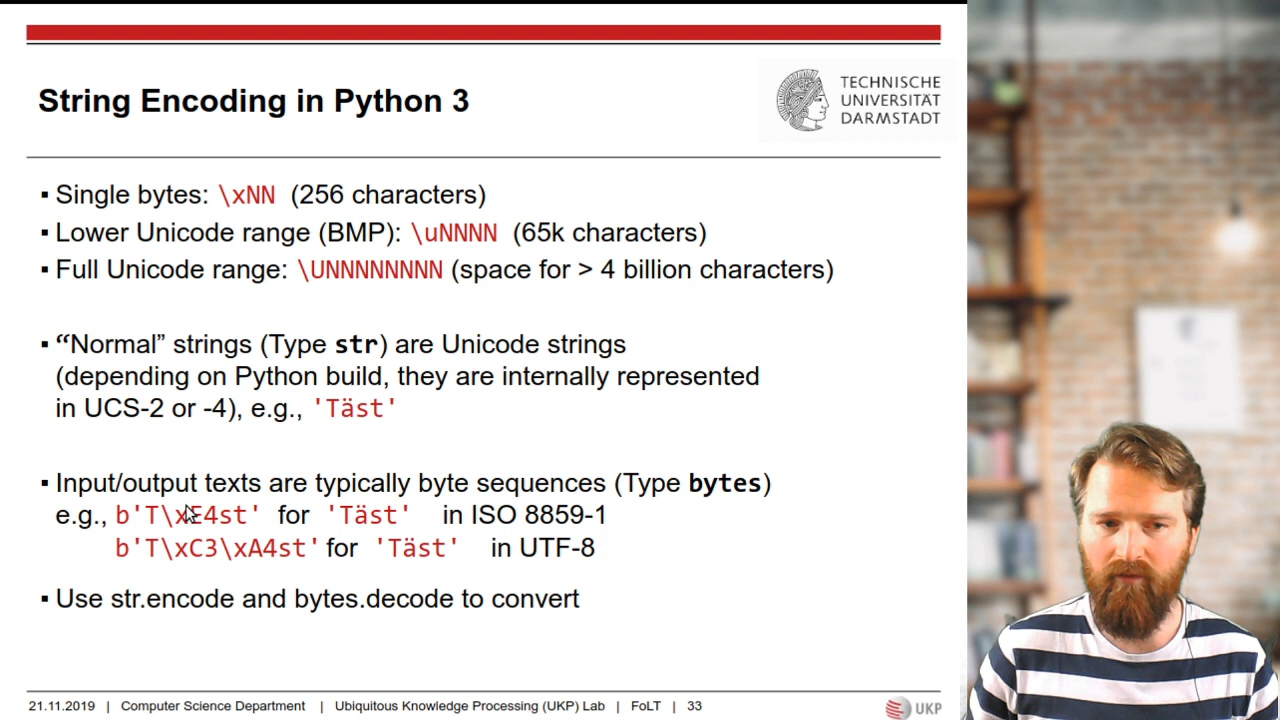 String Encoding in Python 3
TECHNISCHE
UNIVERSITÄT
DARMSTADT
▪ Single bytes: \xNN (256 characters)
▪ Lower Unicode range (BMP): \uNNNN (65k characters)
▪ Full Unicode range: \UNNNNNNNN (space for > 4 billion characters)
▪ “Normal” strings (Type str) are Unicode strings
(depending on Python build, they are internally represented
in UCS-2 or -4), e.g., 'Täst'
▪ Input/output texts are typically byte sequences (Type bytes)
e.g., b'T\xE4st' for 'Täst' in ISO 8859-1
b'T\xC3\xA4st' for 'Täst' in UTF-8
▪ Use str.encode and bytes.decode to convert
21.11.2019 | Computer Science Department | Ubiquitous Knowledge Processing (UKP) Lab | FoLT | 33
UKP